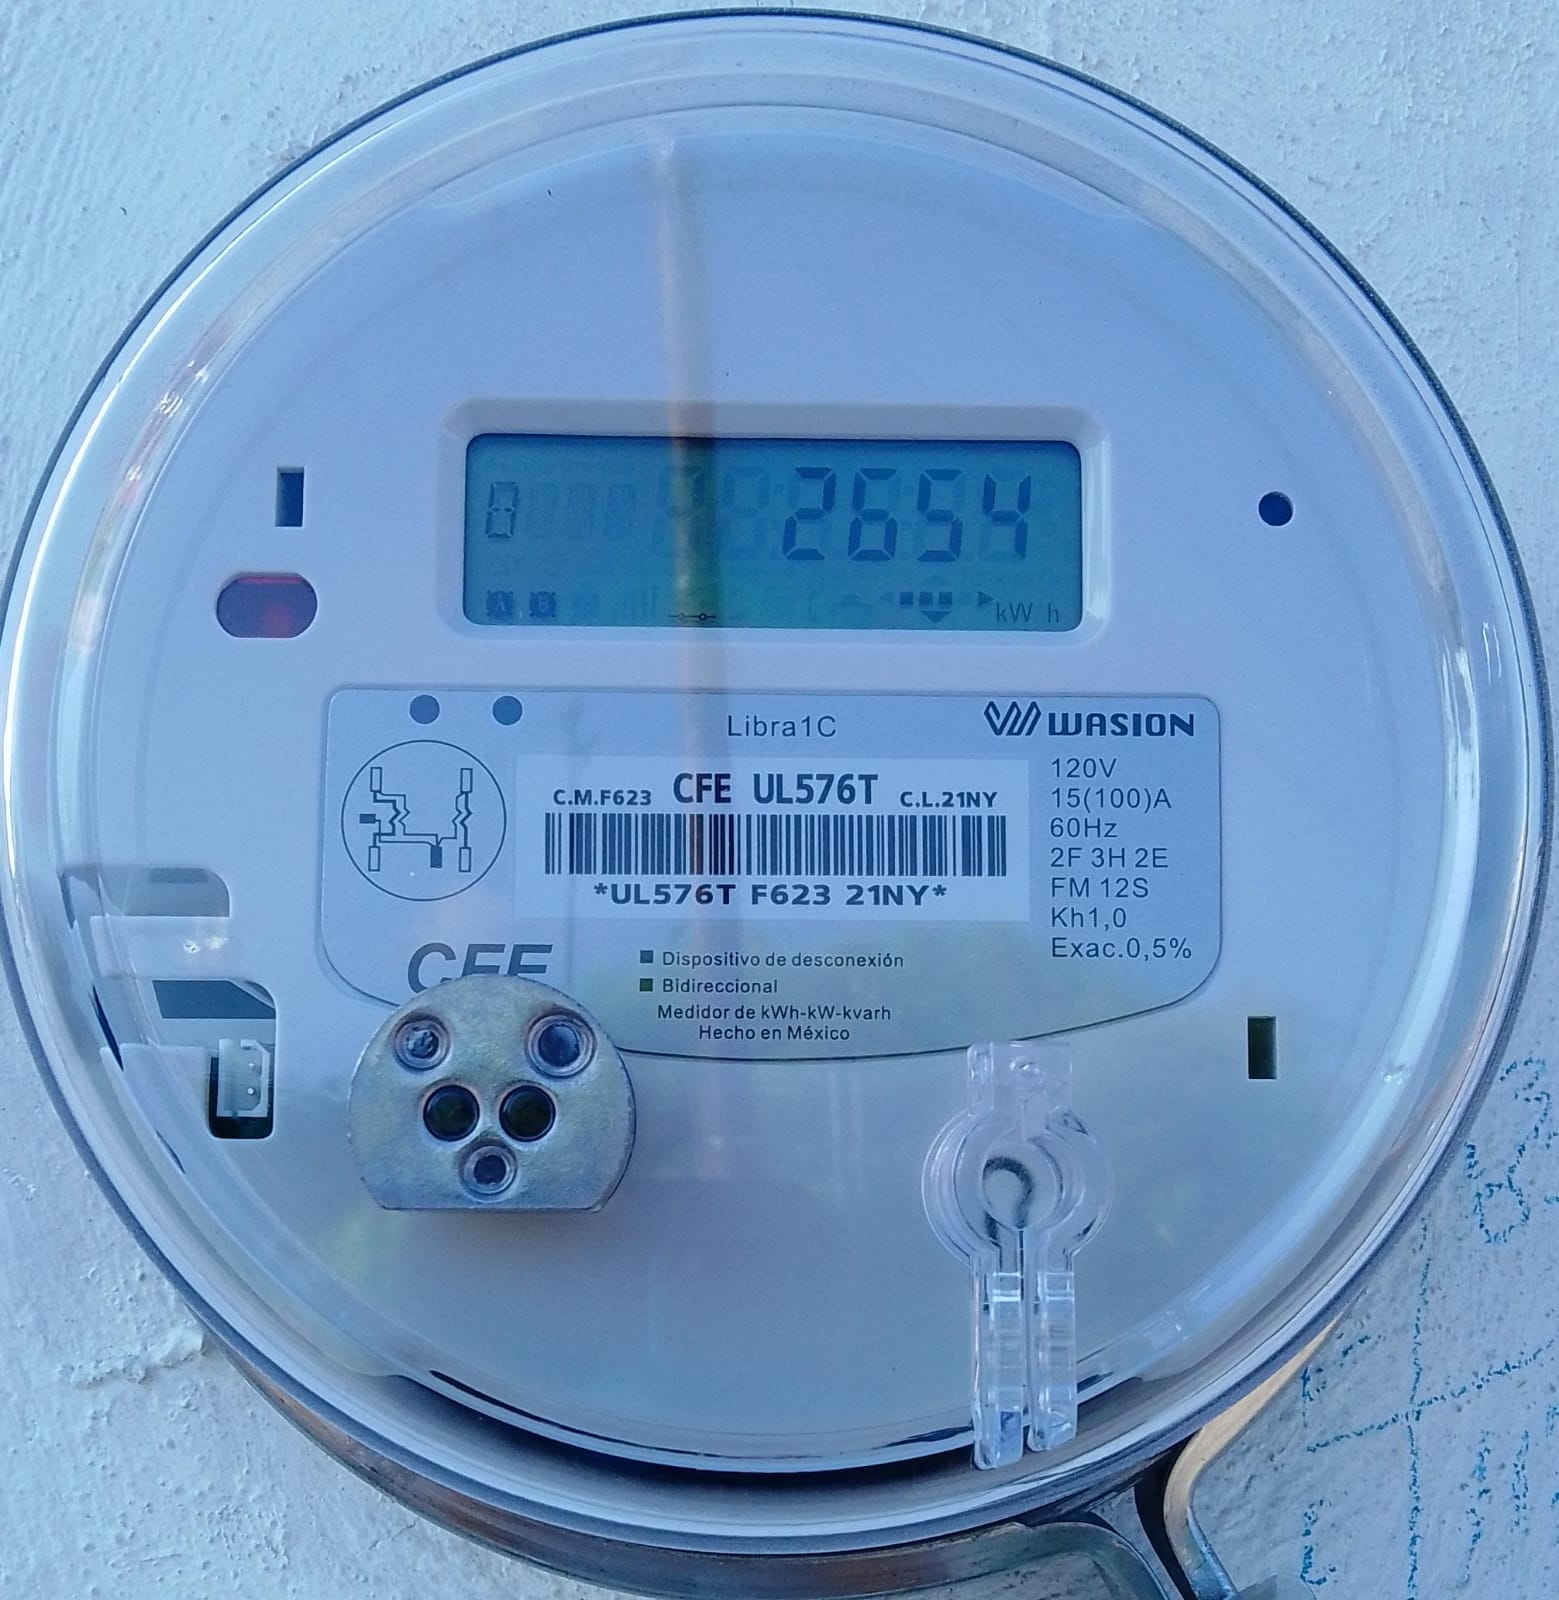 8 2654
A B
kW h
Libra1C
WASION
C.M.F623 CFE UL576T C.L.21NY
*UL576T F623 21NY*
120V
15(100)A
60Hz
2F 3H 2E
FM 12S
Kh1,0
Exac.0,5%
CFE
Dispositivo de desconexión
Bidireccional
Medidor de kWh-kW-kvarh
Hecho en México